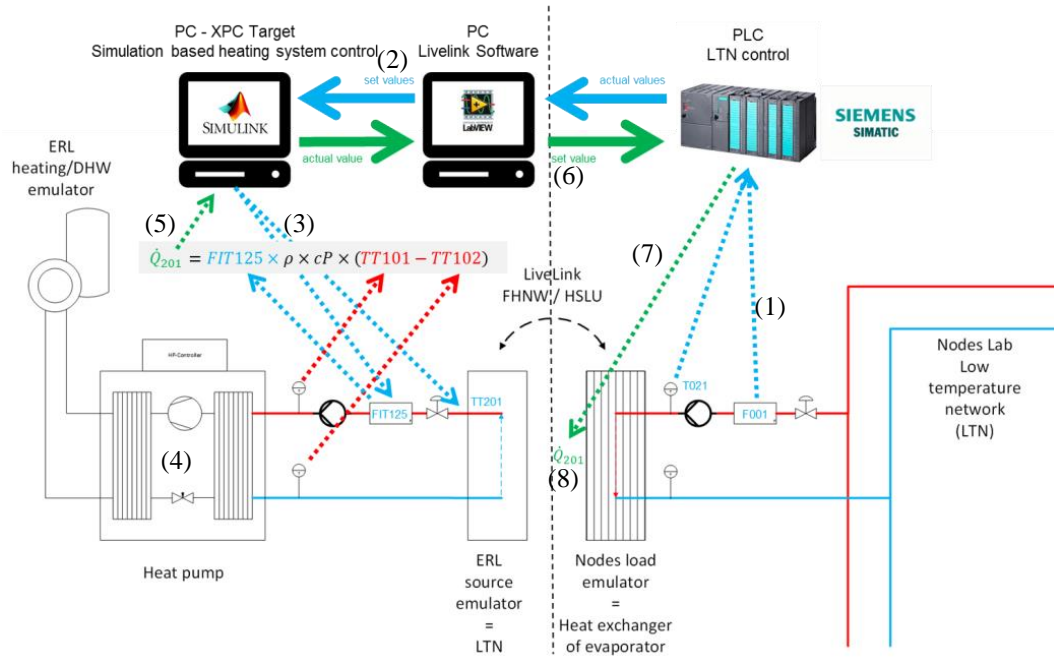 PC - XPC Target
Simulation based heating system control
PC
Livelink Software
PLC
LTN control
(2)
set values
actual values
SIMULINK
LabVIEW
SIEMENS
SIMATIC
actual value
set value
(6)
ERL
heating/DHW
emulator
(5)
(3)
Q̇201 = FIT125 × ρ × cP × (TT101 − TT102)
(7)
(1)
LiveLink
FHNW / HSLU
HP-Controller
Nodes Lab
Low
temperature
network
(LTN)
FIT125
TT201
T021
F001
(4)
Q̇201
(8)
Heat pump
ERL
source
emulator
=
LTN
Nodes load
emulator
=
Heat exchanger
of evaporator